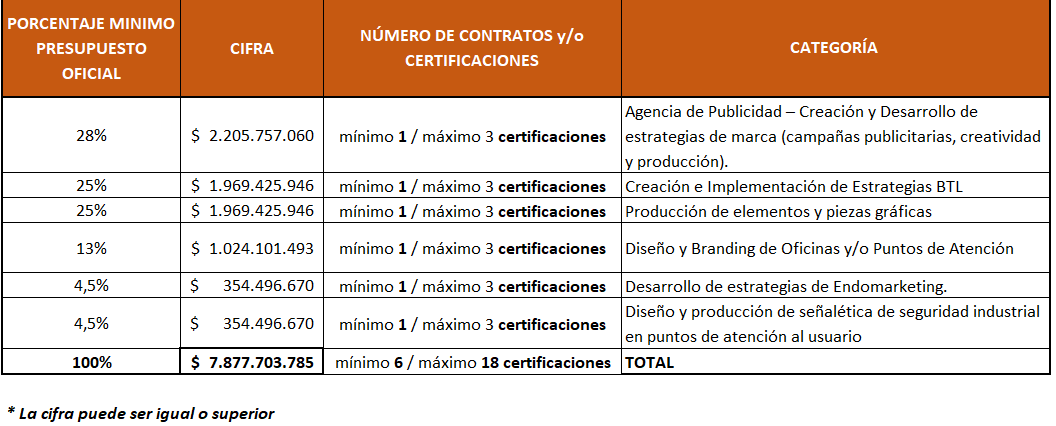 PORCENTAJE MINIMO
PRESUPUESTO
OFICIAL
CIFRA
NÚMERO DE CONTRATOS y/o
CERTIFICACIONES
CATEGORÍA
28%
$ 2.205.757.060
mínimo 1 / máximo 3 certificaciones
Agencia de Publicidad – Creación y Desarrollo de
estrategias de marca (campañas publicitarias, creatividad
y producción).
25%
$ 1.969.425.946
mínimo 1 / máximo 3 certificaciones
Creación e Implementación de Estrategias BTL
25%
$ 1.969.425.946
mínimo 1 / máximo 3 certificaciones
Producción de elementos y piezas gráficas
13%
$ 1.024.101.493
mínimo 1 / máximo 3 certificaciones
Diseño y Branding de Oficinas y/o Puntos de Atención
4,5%
$ 354.496.670
mínimo 1 / máximo 3 certificaciones
Desarrollo de estrategias de Endomarketing.
4,5%
$ 354.496.670
mínimo 1 / máximo 3 certificaciones
Diseño y producción de señalética de seguridad industrial
en puntos de atención al usuario
100%
$ 7.877.703.785
mínimo 6 / máximo 18 certificaciones
TOTAL
* La cifra puede ser igual o superior